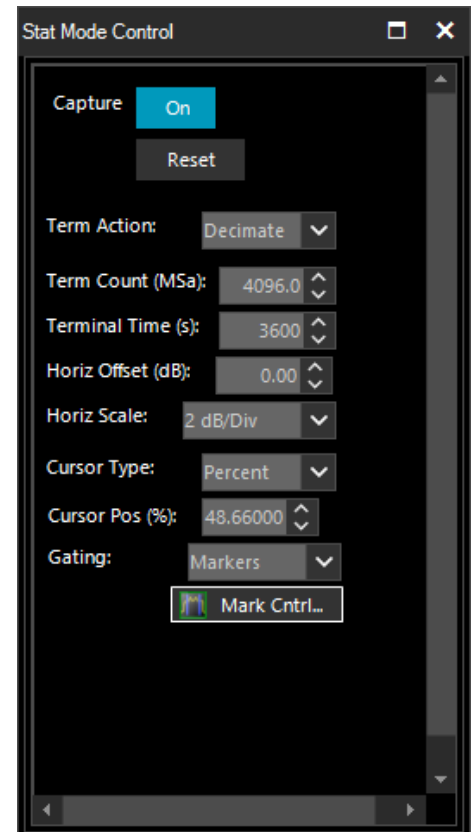 Stat Mode Control
Capture On
Reset
Term Action: Decimate
Term Count (MSa): 4096.0
Terminal Time (s): 3600
Horiz Offset (dB): 0.00
Horiz Scale: 2 dB/Div
Cursor Type: Percent
Cursor Pos (%): 48.66000
Gating: Markers
Mark Cntrl...